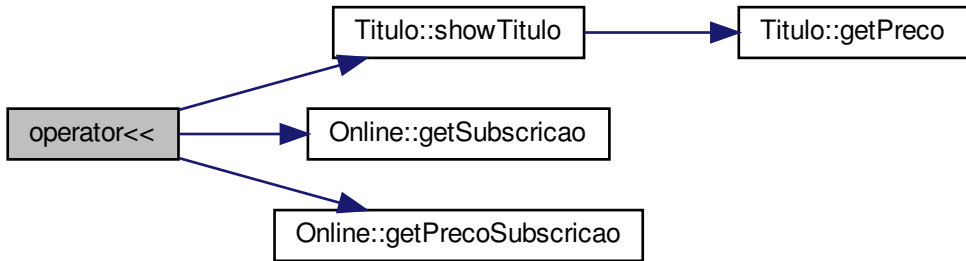 Titulo::showTitulo
Titulo::getPreco
operator<<
Online::getSubscricao
Online::getPrecoSubscricao